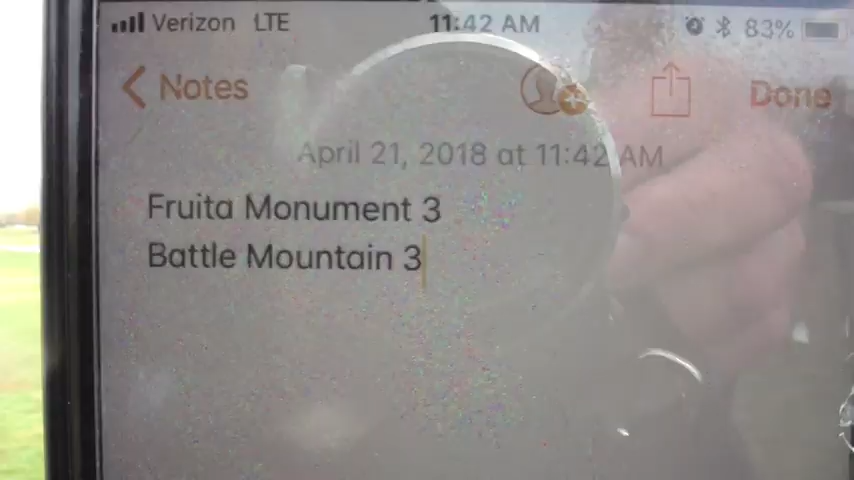 Verizon LTE 11:42 AM 83%
Notes Done
April 21, 2018 at 11:42 AM
Fruita Monument 3
Battle Mountain 3